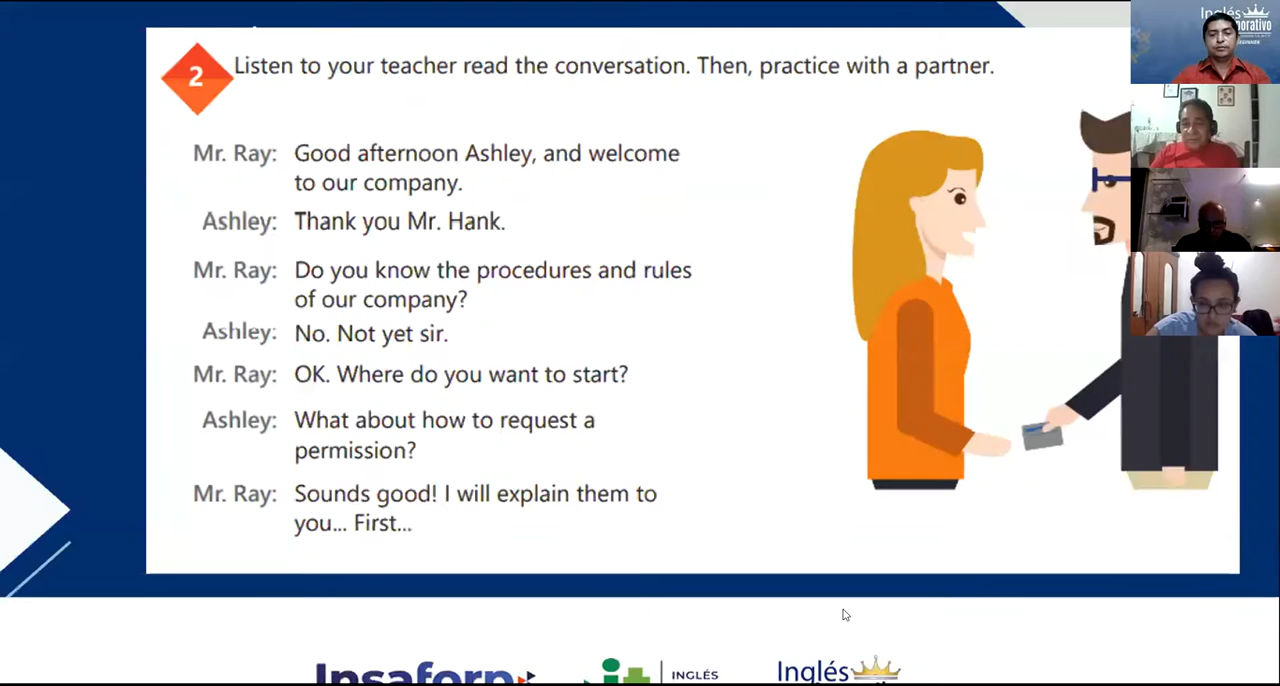 2 Listen to your teacher read the conversation. Then, practice with a partner.
Mr. Ray: Good afternoon Ashley, and welcome
to our company.
Ashley: Thank you Mr. Hank.
Mr. Ray: Do you know the procedures and rules
of our company?
Ashley: No. Not yet sir.
Mr. Ray: OK. Where do you want to start?
Ashley: What about how to request a
permission?
Mr. Ray: Sounds good! I will explain them to
you... First...
Inglés
Insaforp
INGLÉS
Inglés